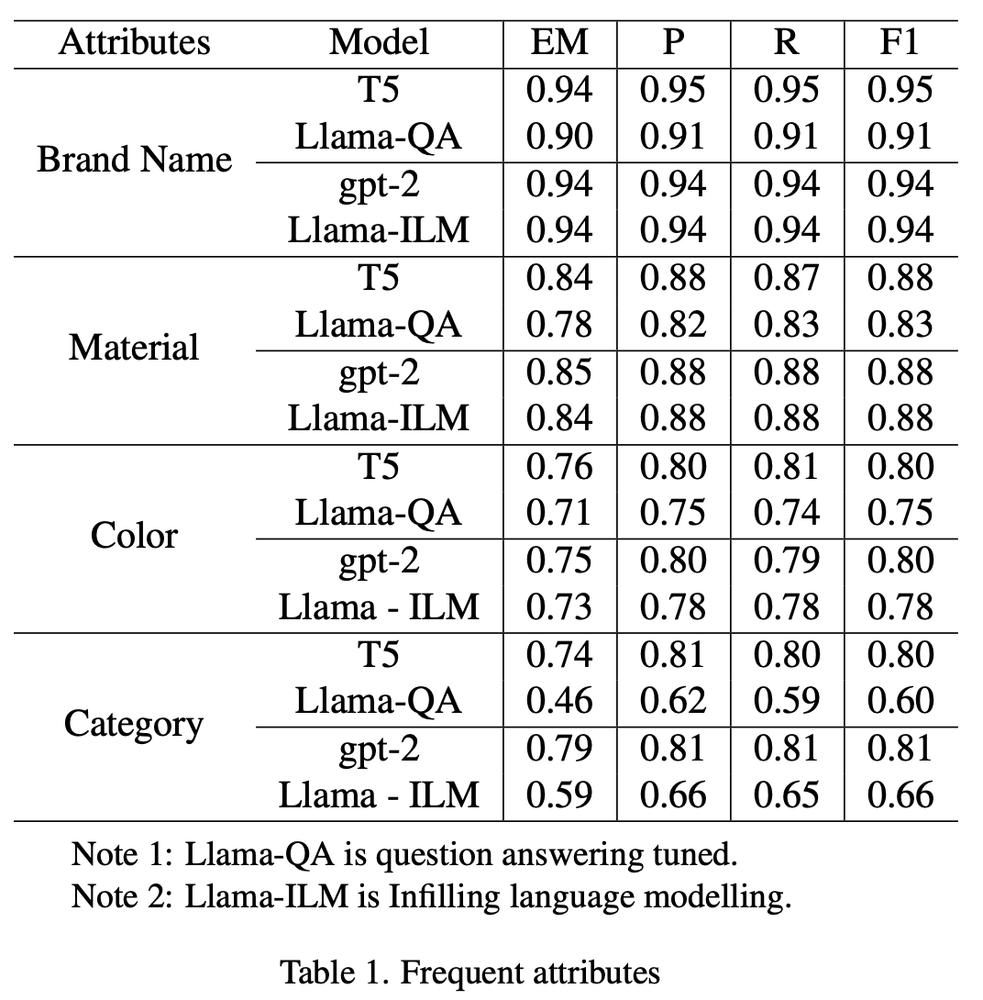 Attributes Model EM P R F1
Brand Name
T5 0.94 0.95 0.95 0.95
Llama-QA 0.90 0.91 0.91 0.91
gpt-2 0.94 0.94 0.94 0.94
Llama-ILM 0.94 0.94 0.94 0.94
Material
T5 0.84 0.88 0.87 0.88
Llama-QA 0.78 0.82 0.83 0.83
gpt-2 0.85 0.88 0.88 0.88
Llama-ILM 0.84 0.88 0.88 0.88
Color
T5 0.76 0.80 0.81 0.80
Llama-QA 0.71 0.75 0.74 0.75
gpt-2 0.75 0.80 0.79 0.80
Llama - ILM 0.73 0.78 0.78 0.78
Category
T5 0.74 0.81 0.80 0.80
Llama-QA 0.46 0.62 0.59 0.60
gpt-2 0.79 0.81 0.81 0.81
Llama - ILM 0.59 0.66 0.65 0.66
Note 1: Llama-QA is question answering tuned.
Note 2: Llama-ILM is Infilling language modelling.
Table 1. Frequent attributes